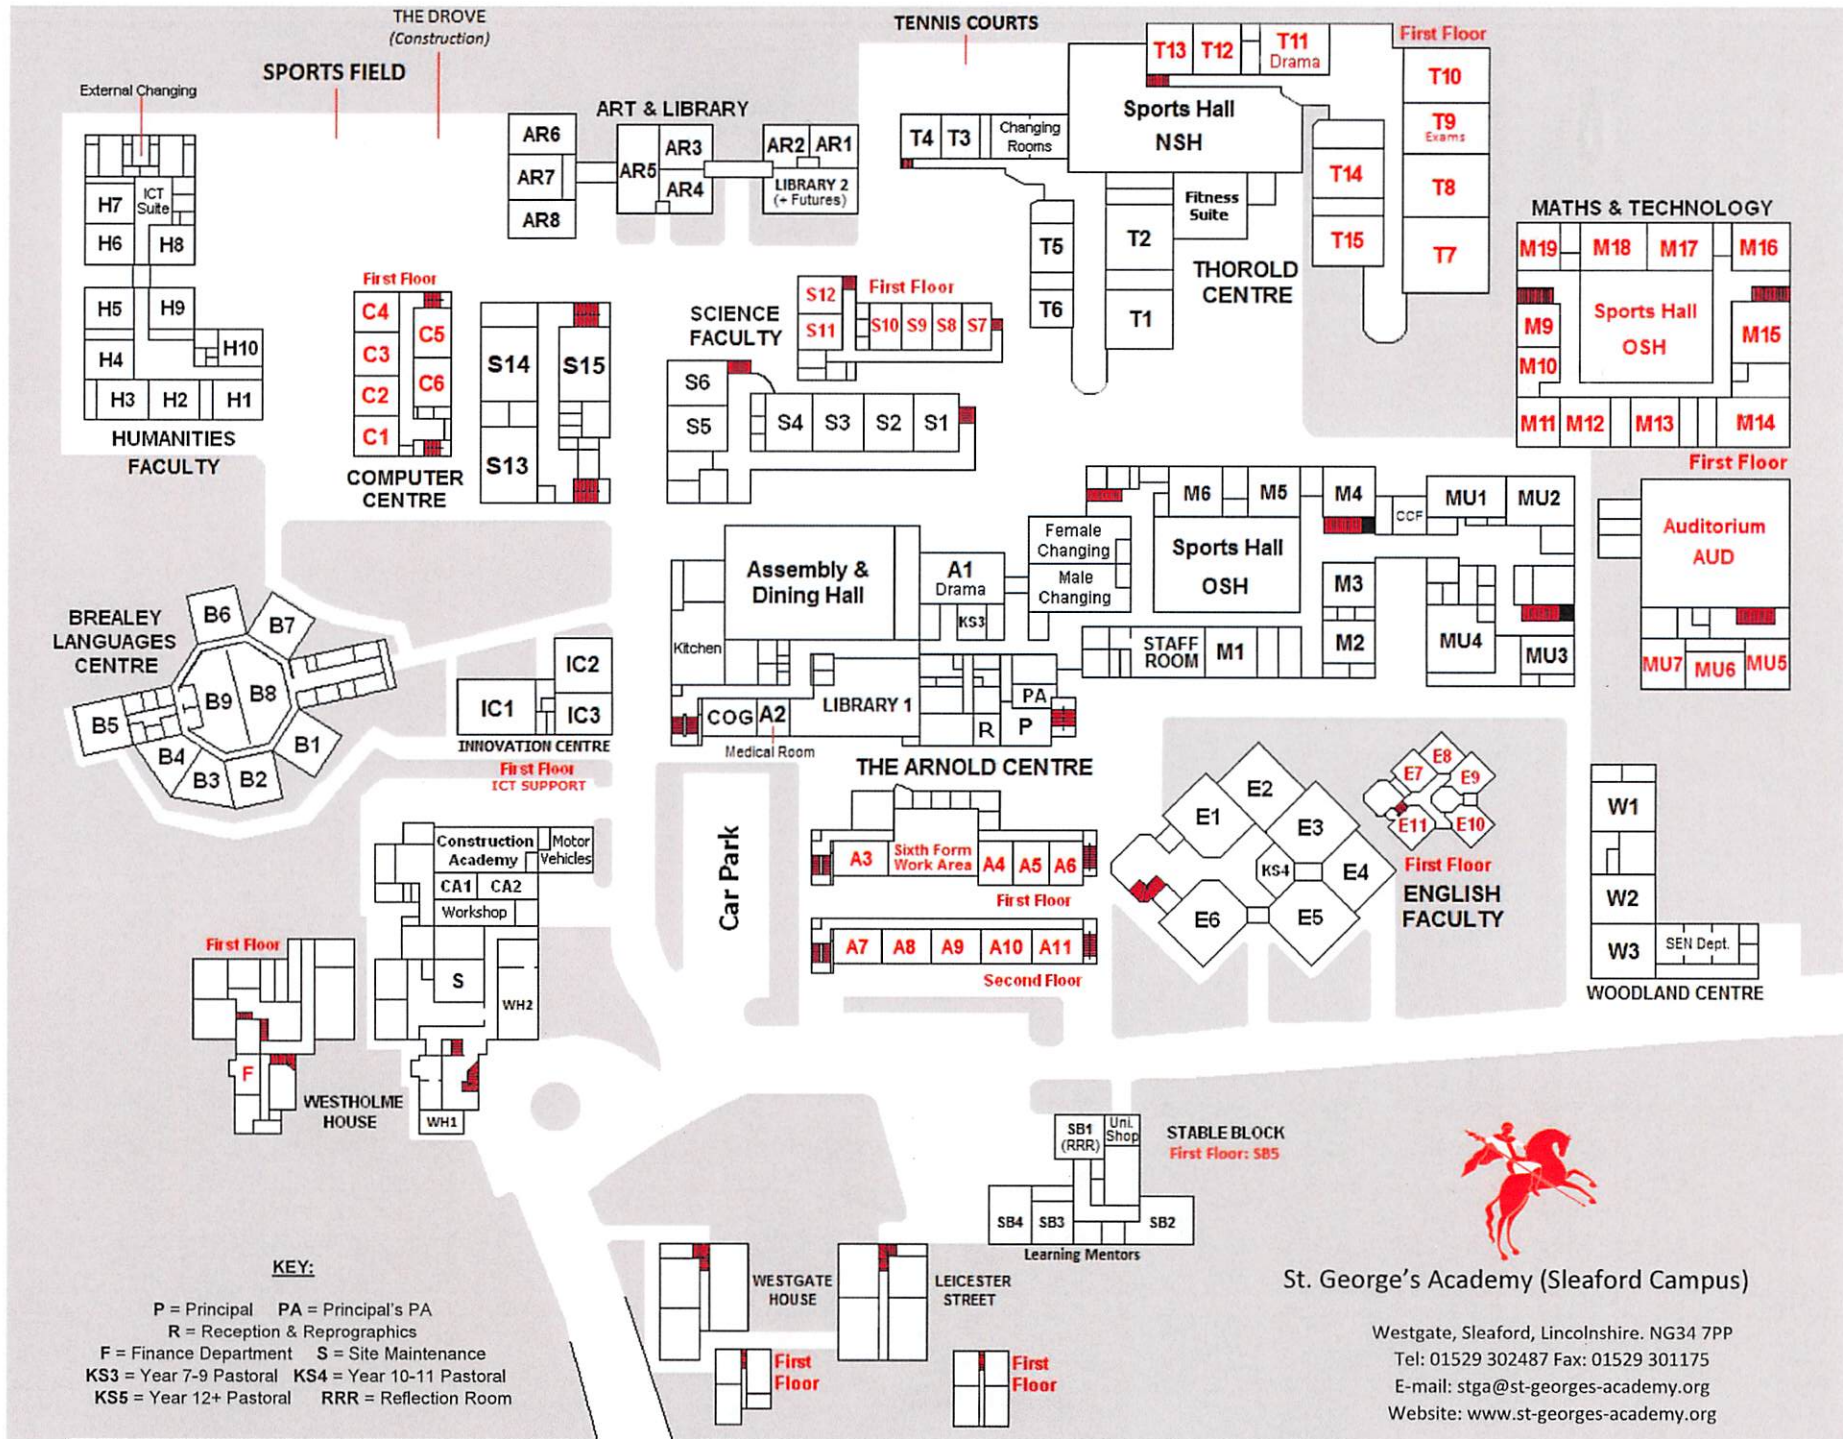 THE DROVE
(Construction)
SPORTS FIELD
External Changing
ART & LIBRARY
AR6
AR7
AR8
AR5
AR3
AR4
AR2
AR1
LIBRARY 2
(+ Futures)
TENNIS COURTS
T13
T12
T11
Drama
First Floor
T10
T9
Exams
T8
T7
T14
T15
T4
T3
Changing
Rooms
Sports Hall
NSH
Fitness
Suite
T5
T6
T2
T1
THOROLD
CENTRE
H7
ICT
Suite
H6
H8
H5
H9
H4
H10
H3
H2
H1
HUMANITIES
FACULTY
First Floor
C4
C3
C2
C1
C5
C6
COMPUTER
CENTRE
S14
S15
S13
SCIENCE
FACULTY
First Floor
S12
S11
S10
S9
S8
S7
S6
S5
S4
S3
S2
S1
MATHS & TECHNOLOGY
M19
M18
M17
M16
M9
M10
Sports Hall
OSH
M15
M11
M12
M13
M14
First Floor
Auditorium
AUD
MU7
MU6
MU5
M6
M5
M4
CCF
MU1
MU2
Female
Changing
Male
Changing
Sports Hall
OSH
M3
M2
MU4
MU3
STAFF
ROOM
M1
Assembly &
Dining Hall
A1
Drama
KS3
Kitchen
LIBRARY 1
COG
A2
Medical Room
PA
R
P
THE ARNOLD CENTRE
BREALEY
LANGUAGES
CENTRE
B6
B7
B9
B8
B5
B4
B3
B2
B1
IC2
IC1
IC3
INNOVATION CENTRE
First Floor
ICT SUPPORT
Car Park
A3
Sixth Form
Work Area
A4
A5
A6
First Floor
A7
A8
A9
A10
A11
Second Floor
E2
E1
E3
KS4
E4
E6
E5
E8
E7
E9
E11
E10
First Floor
ENGLISH
FACULTY
W1
W2
W3
SEN Dept.
WOODLAND CENTRE
Construction
Academy
Motor
Vehicles
CA1
CA2
Workshop
S
WH2
WH1
First Floor
F
WESTHOLME
HOUSE
SB1
(RRR)
Uni.
Shop
STABLE BLOCK
First Floor: SB5
SB4
SB3
SB2
Learning Mentors
WESTGATE
HOUSE
LEICESTER
STREET
First
Floor
First
Floor
KEY:
P = Principal PA = Principal's PA
R = Reception & Reprographics
F = Finance Department S = Site Maintenance
KS3 = Year 7-9 Pastoral KS4 = Year 10-11 Pastoral
KS5 = Year 12+ Pastoral RRR = Reflection Room
St. George's Academy (Sleaford Campus)
Westgate, Sleaford, Lincolnshire. NG34 7PP
Tel: 01529 302487 Fax: 01529 301175
E-mail: stga@st-georges-academy.org
Website: www.st-georges-academy.org